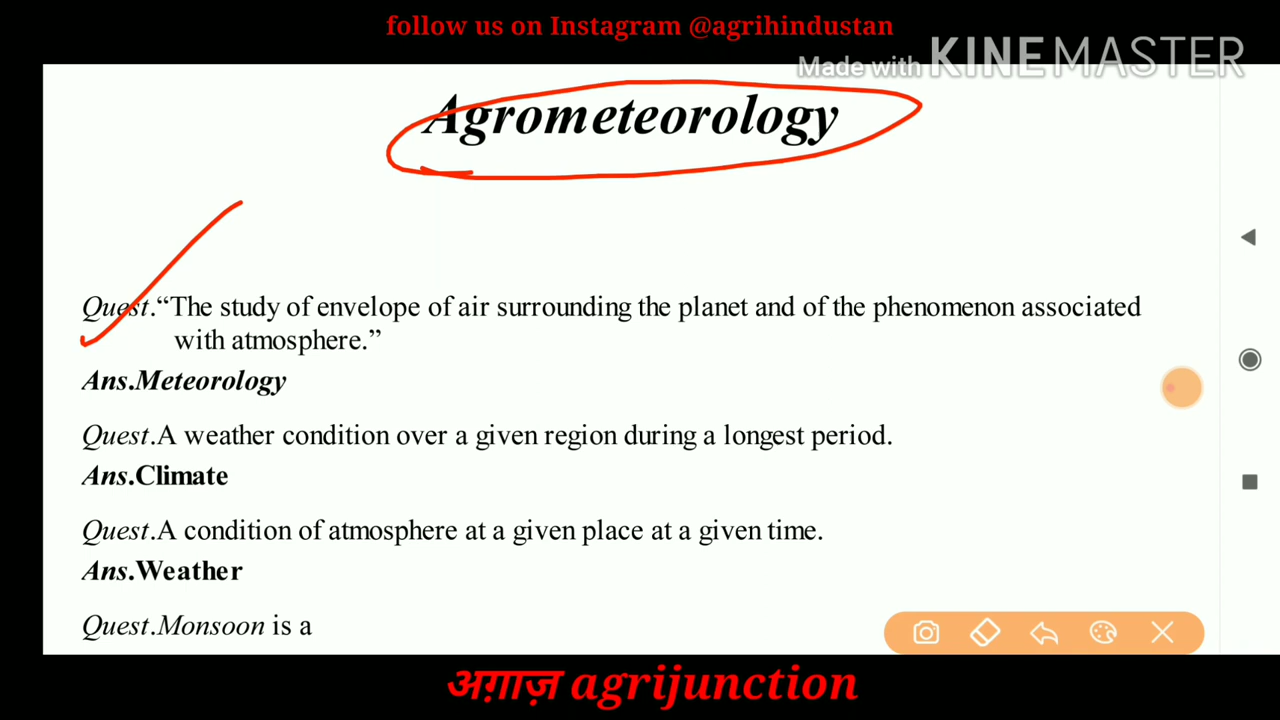 follow us on Instagram @agrihindustan
Made with KINEMASTER
Agrometeorology
Quest.“The study of envelope of air surrounding the planet and of the phenomenon associated
with atmosphere.”
Ans.Meteorology
Quest.A weather condition over a given region during a longest period.
Ans.Climate
Quest.A condition of atmosphere at a given place at a given time.
Ans.Weather
Quest.Monsoon is a
अग़ाज़ agrijunction